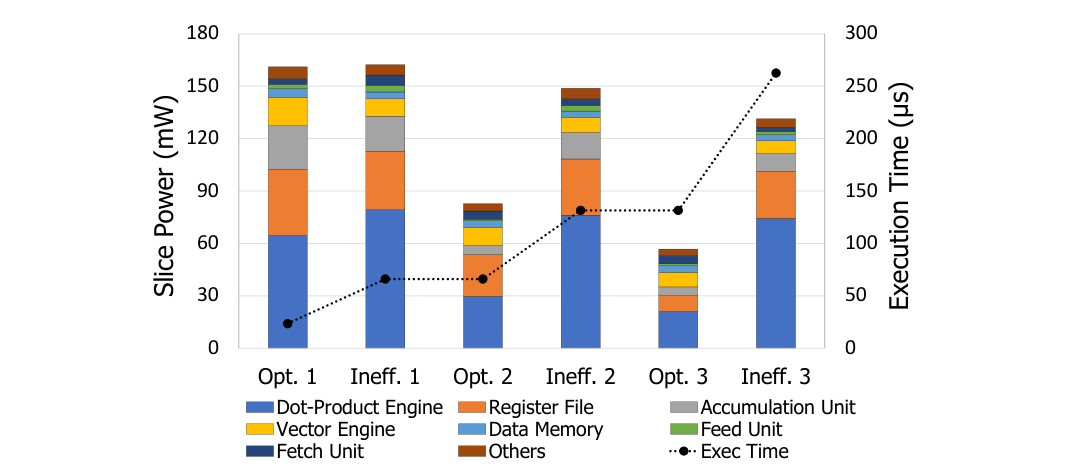 180 300
150 250
120 200
90 150
60 100
30 50
0 0
Slice Power (mW)
Execution Time (μs)
Opt. 1 Ineff. 1 Opt. 2 Ineff. 2 Opt. 3 Ineff. 3
Dot-Product Engine Register File Accumulation Unit
Vector Engine Data Memory Feed Unit
Fetch Unit Others Exec Time